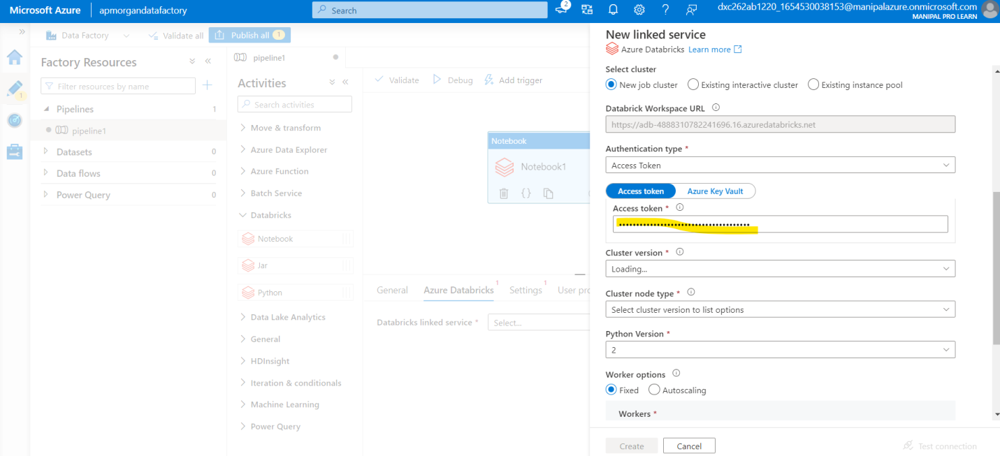 Microsoft Azure
apmorgandatafactory
Search
2
dxc262ab1220_1654530038153@manipalazure.onmicrosoft.com
MANIPAL PRO LEARN
Data Factory
Validate all
Publish all
1
1
Factory Resources
Filter resources by name
Pipelines
1
pipeline1
Datasets
0
Data flows
0
Power Query
0
pipeline1
Activities
Search activities
Move & transform
Azure Data Explorer
Azure Function
Batch Service
Databricks
Notebook
Jar
Python
Data Lake Analytics
General
HDInsight
Iteration & conditionals
Machine Learning
Power Query
Validate
Debug
Add trigger
Notebook
Notebook1
{}
General
Azure Databricks
1
Settings
1
User pro
Databricks linked service *
Select...
New linked service
Azure Databricks Learn more
Select cluster
New job cluster
Existing interactive cluster
Existing instance pool
Databrick Workspace URL
https://adb-4888310782241696.16.azuredatabricks.net
Authentication type *
Access Token
Access token
Azure Key Vault
Access token *
Cluster version *
Loading...
Cluster node type *
Select cluster version to list options
Python Version *
2
Worker options
Fixed
Autoscaling
Workers *
Create
Cancel
Test connection